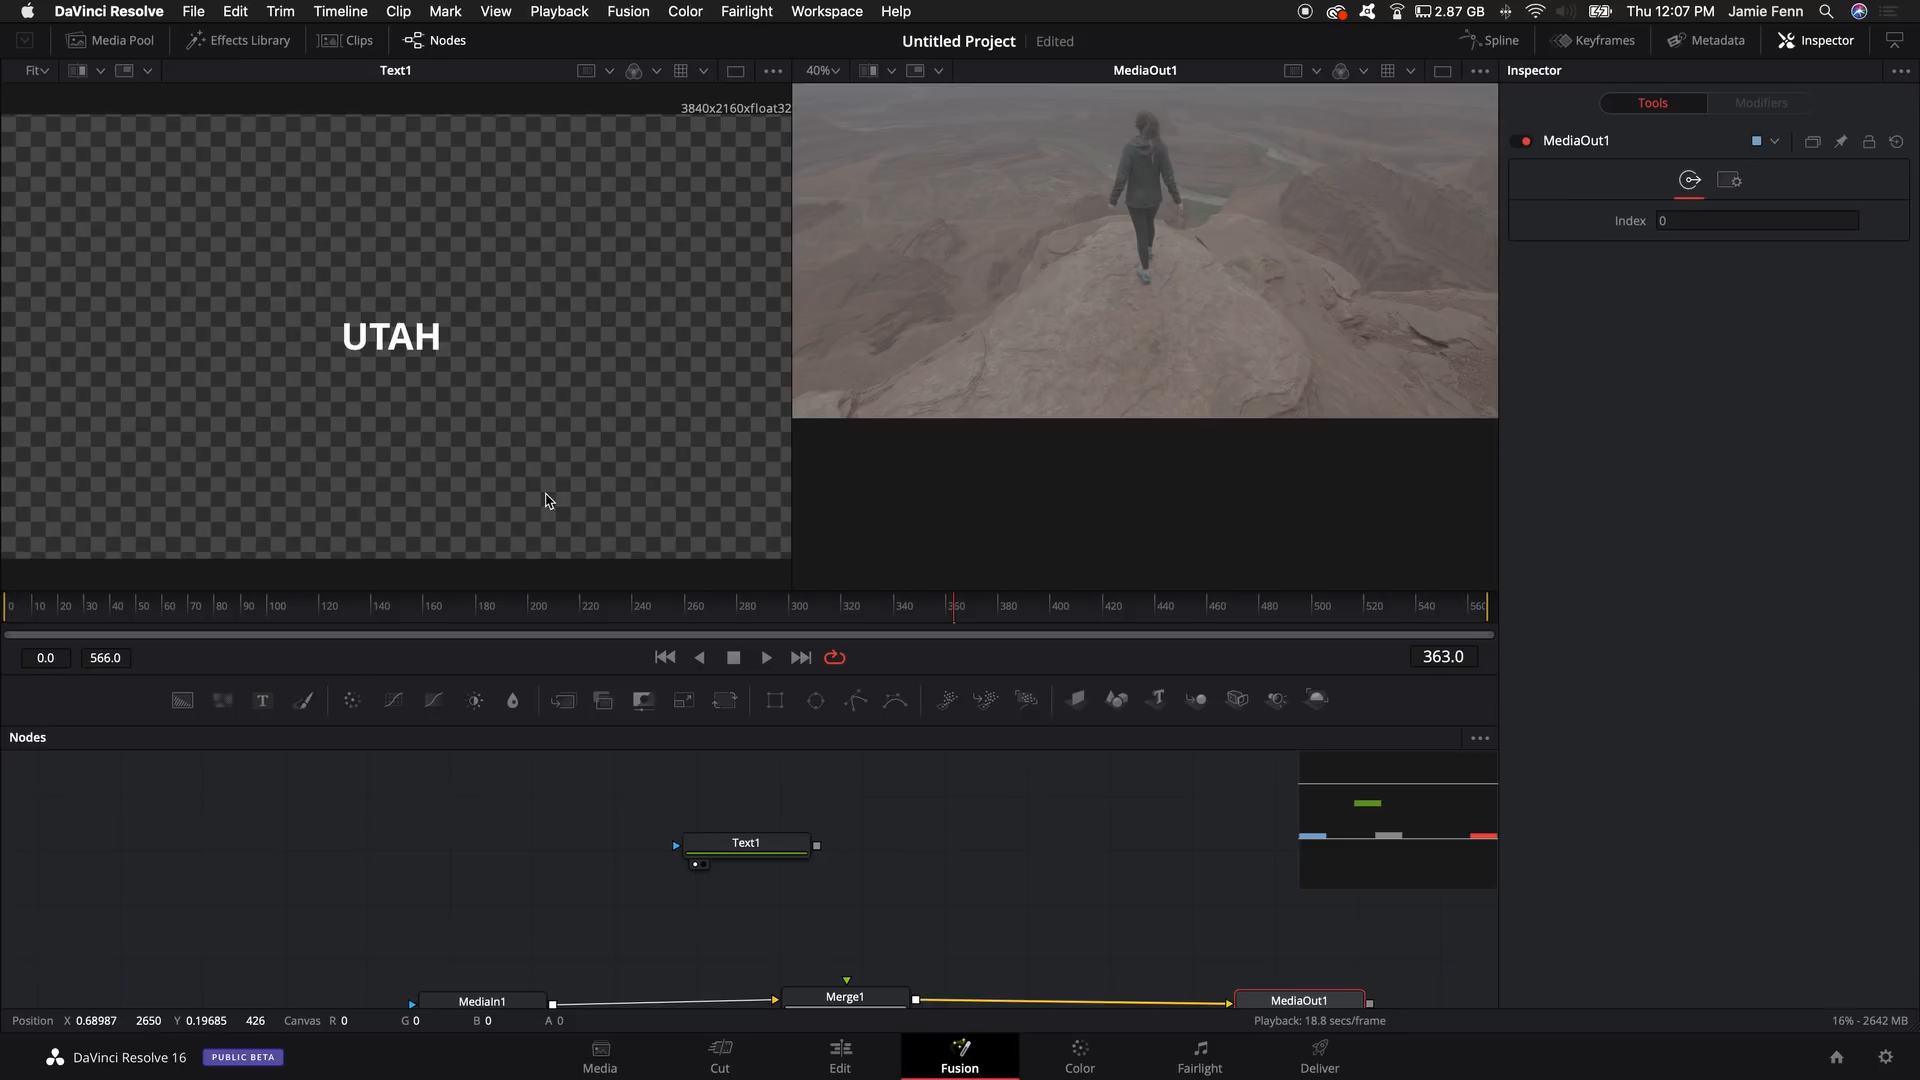 DaVinci Resolve File Edit Trim Timeline Clip Mark View Playback Fusion Color Fairlight Workspace Help 2.87 GB Thu 12:07 PM Jamie Fenn
Media Pool Effects Library Clips Nodes Untitled Project Edited Spline Keyframes Metadata Inspector
Fit Text1 40% MediaOut1 Inspector
3840x2160xfloat32
Tools Modifiers
MediaOut1
Index 0
UTAH
0 10 20 30 40 50 60 70 80 90 100 120 140 160 180 200 220 240 260 280 300 320 340 360 380 400 420 440 460 480 500 520 540 560
0.0 566.0 363.0
T T
Nodes
Text1
MediaIn1 Merge1 MediaOut1
Position X 0.68987 2650 Y 0.19685 426 Canvas R 0 G 0 B 0 A 0 Playback: 18.8 secs/frame 16% - 2642 MB
DaVinci Resolve 16 PUBLIC BETA
Media Cut Edit Fusion Color Fairlight Deliver